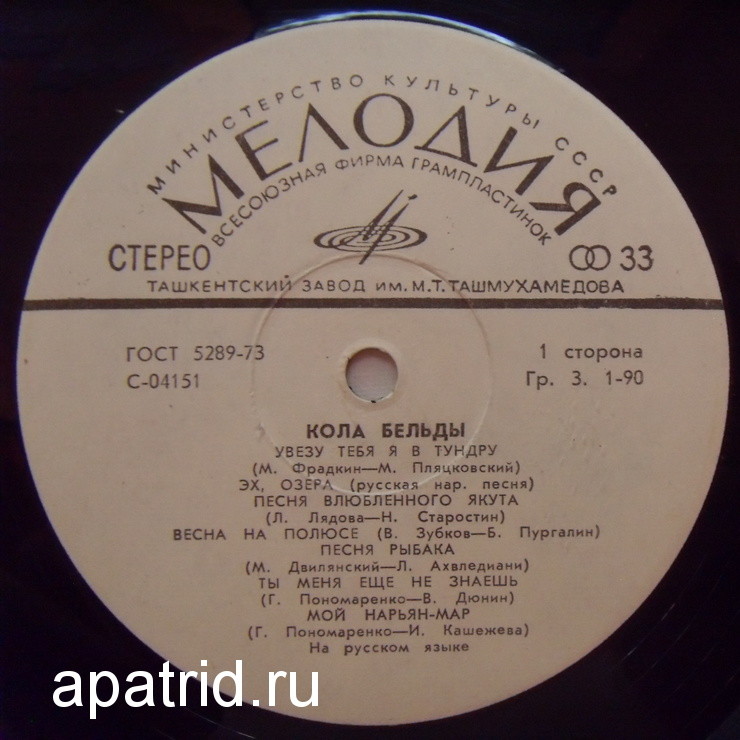 МИНИСТЕРСТВО КУЛЬТУРЫ СССР
МЕЛОДИЯ
ВСЕСОЮЗНАЯ ФИРМА ГРАМПЛАСТИНОК
СТЕРЕО 33
ТАШКЕНТСКИЙ ЗАВОД ИМ. М.Т. ТАШМУХАМЕДОВА
ГОСТ 5289-73 1 сторона
С-04151 Гр. 3. 1-90
КОЛА БЕЛЬДЫ
УВЕЗУ ТЕБЯ Я В ТУНДРУ
(М. Фрадкин—М. Пляцковский)
ЭХ, ОЗЕРА (русская нар. песня)
ПЕСНЯ ВЛЮБЛЕННОГО ЯКУТА
(Л. Лядова—Н. Старостин)
ВЕСНА НА ПОЛЮСЕ (В. Зубков—Б. Пургалин)
ПЕСНЯ РЫБАКА
(М. Двилянский—Л. Ахвледиани)
ТЫ МЕНЯ ЕЩЕ НЕ ЗНАЕШЬ
(Г. Пономаренко—В. Дюнин)
МОЙ НАРЬЯН-МАР
(Г. Пономаренко—И. Кашежева)
На русском языке
apatrid.ru